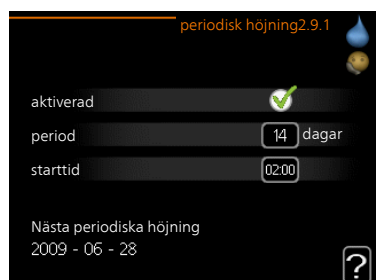 periodisk höjning2.9.1
aktiverad
period 14 dagar
starttid 02:00
Nästa periodiska höjning
2009 - 06 - 28
?